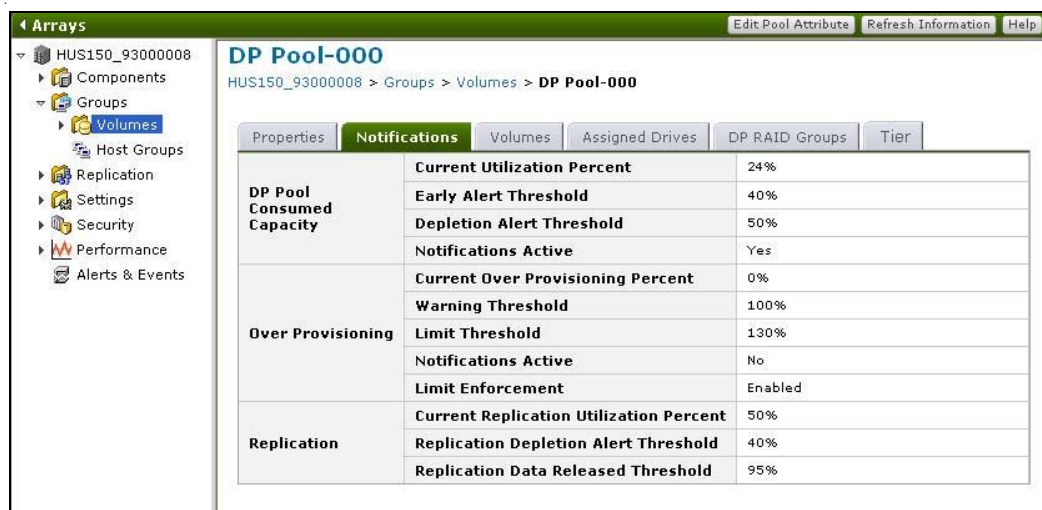 Arrays
Edit Pool Attribute Refresh Information Help
HUS150_93000008
Components
Groups
Volumes
Host Groups
Replication
Settings
Security
Performance
Alerts & Events
DP Pool-000
HUS150_93000008 > Groups > Volumes > DP Pool-000
Properties Notifications Volumes Assigned Drives DP RAID Groups Tier
DP Pool
Consumed
Capacity
Current Utilization Percent 24%
Early Alert Threshold 40%
Depletion Alert Threshold 50%
Notifications Active Yes
Over Provisioning
Current Over Provisioning Percent 0%
Warning Threshold 100%
Limit Threshold 130%
Notifications Active No
Limit Enforcement Enabled
Replication
Current Replication Utilization Percent 50%
Replication Depletion Alert Threshold 40%
Replication Data Released Threshold 95%